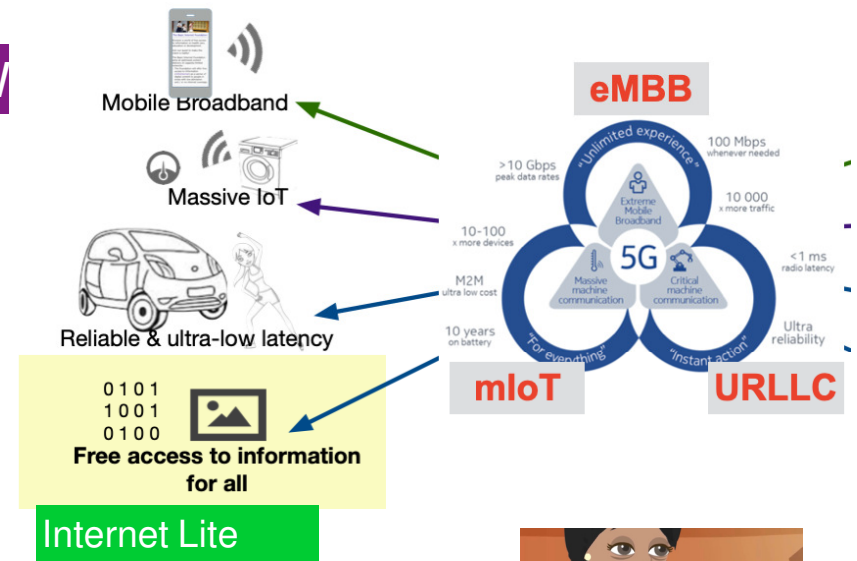 Mobile Broadband
Massive IoT
Reliable & ultra-low latency
0101
1001
0100
Free access to information
for all
Internet Lite
eMBB
"Unlimited experience"
>10 Gbps
peak data rates
100 Mbps
whenever needed
10 000
x more traffic
Extreme
Mobile
Broadband
10-100
x more devices
5G
<1 ms
radio latency
M2M
ultra low cost
Massive
machine
communication
Critical
machine
communication
10 years
on battery
Ultra
reliability
"For everything"
"Instant action"
mIoT
URLLC